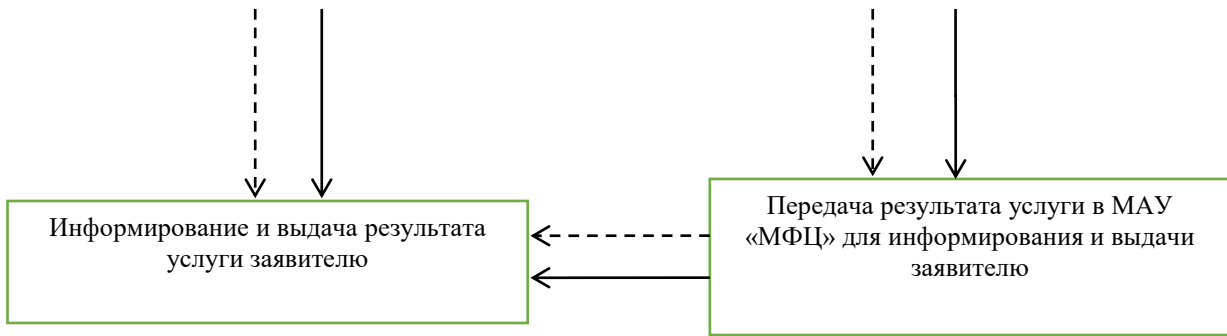 Информирование и выдача результата
услуги заявителю
Передача результата услуги в МАУ
«МФЦ» для информирования и выдачи
заявителю